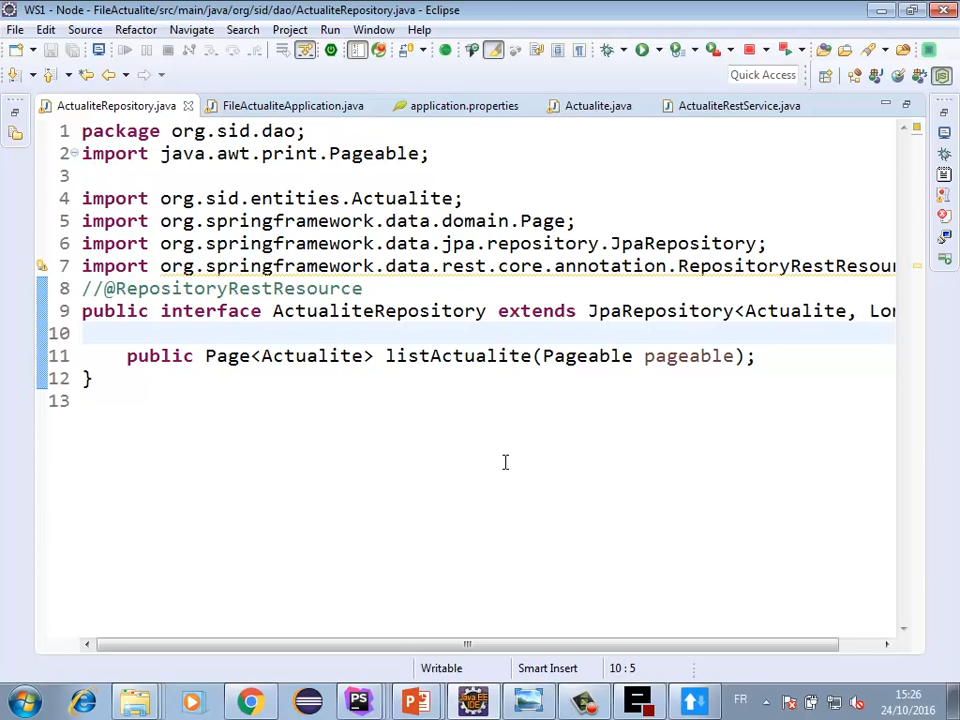 WS1 - Node - FileActualite/src/main/java/org/sid/dao/ActualiteRepository.java - Eclipse
File Edit Source Refactor Navigate Search Project Run Window Help
Quick Access
ActualiteRepository.java FileActualiteApplication.java application.properties Actualite.java ActualiteRestService.java
1 package org.sid.dao;
2 import java.awt.print.Pageable;
3
4 import org.sid.entities.Actualite;
5 import org.springframework.data.domain.Page;
6 import org.springframework.data.jpa.repository.JpaRepository;
7 import org.springframework.data.rest.core.annotation.RepositoryRestResour
8 //@RepositoryRestResource
9 public interface ActualiteRepository extends JpaRepository<Actualite, Lon
10
11 public Page<Actualite> listActualite(Pageable pageable);
12 }
13
Writable Smart Insert 10 : 5
PS Java EE IDE FR 15:26
24/10/2016